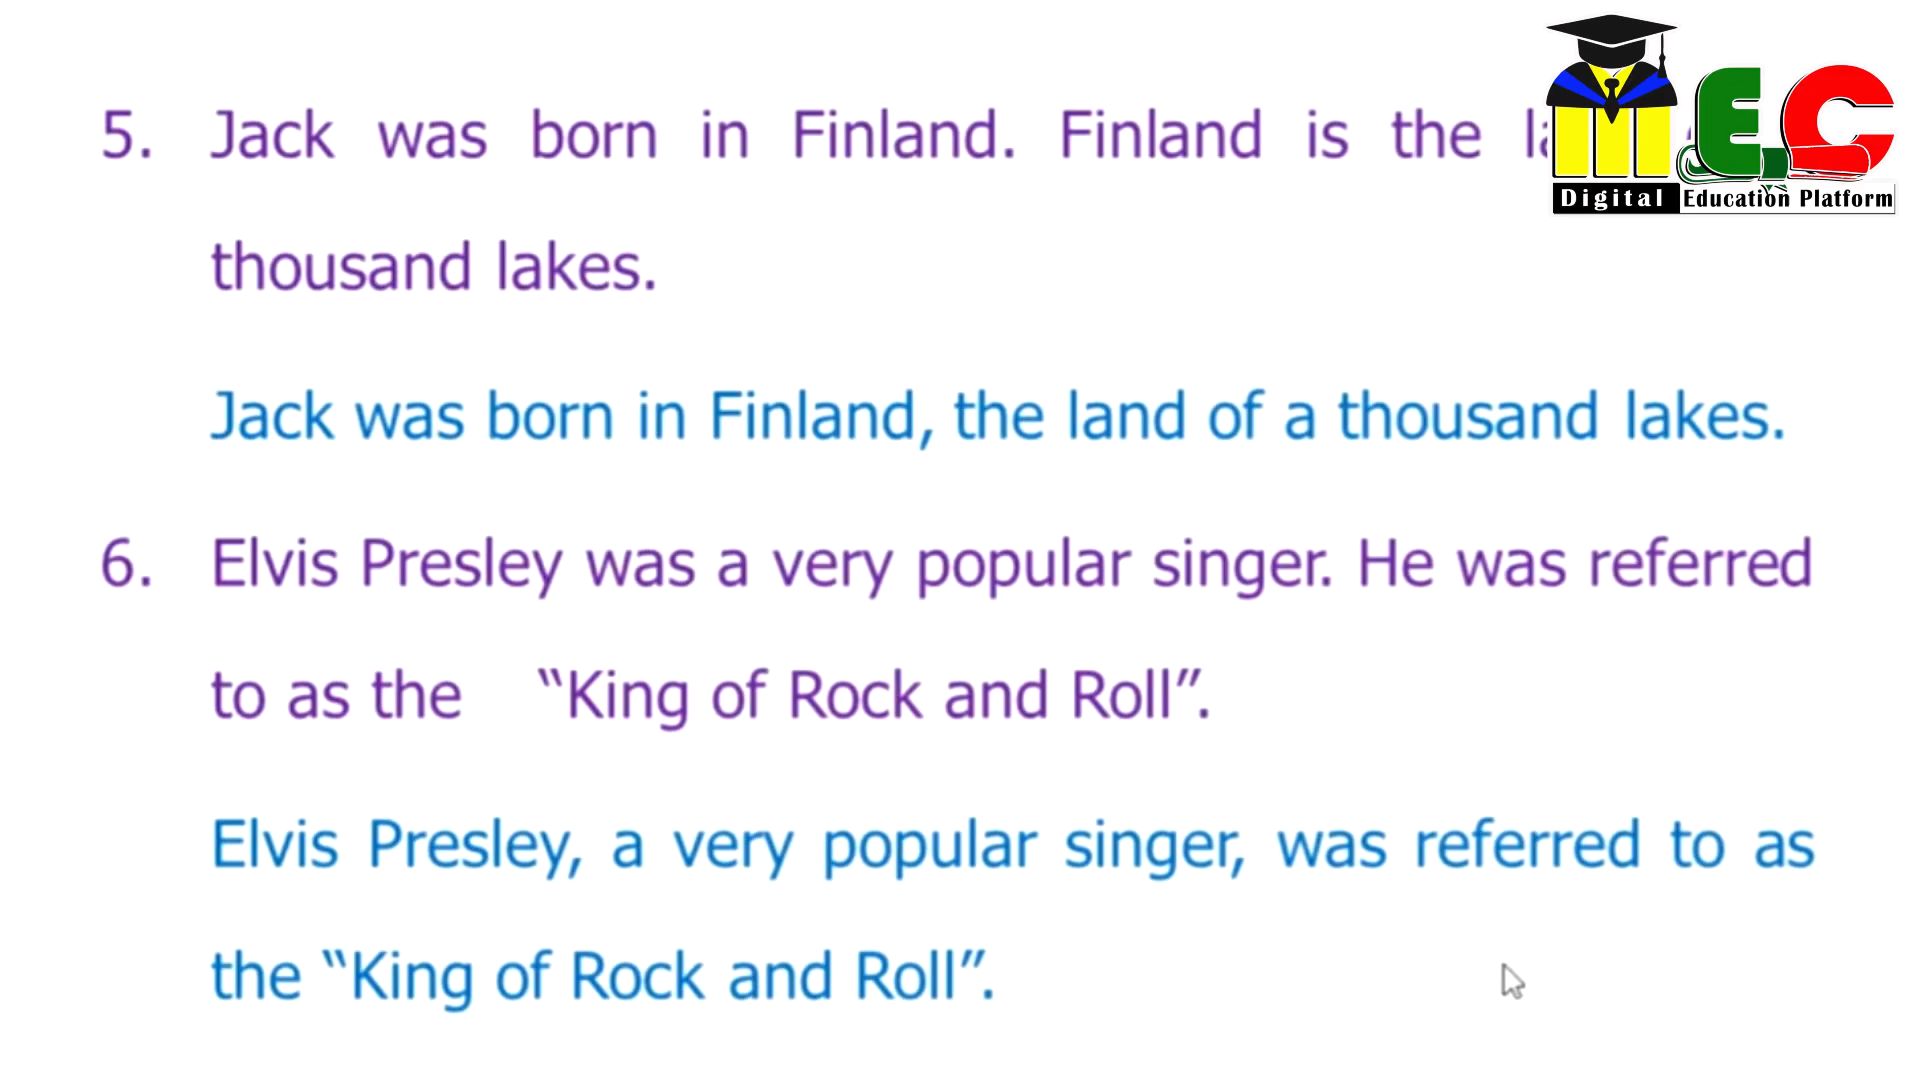 5. Jack was born in Finland. Finland is the
thousand lakes.
Jack was born in Finland, the land of a thousand lakes.
6. Elvis Presley was a very popular singer. He was referred
to as the “King of Rock and Roll”.
Elvis Presley, a very popular singer, was referred to as
the “King of Rock and Roll”.
MEC
Digital Education Platform